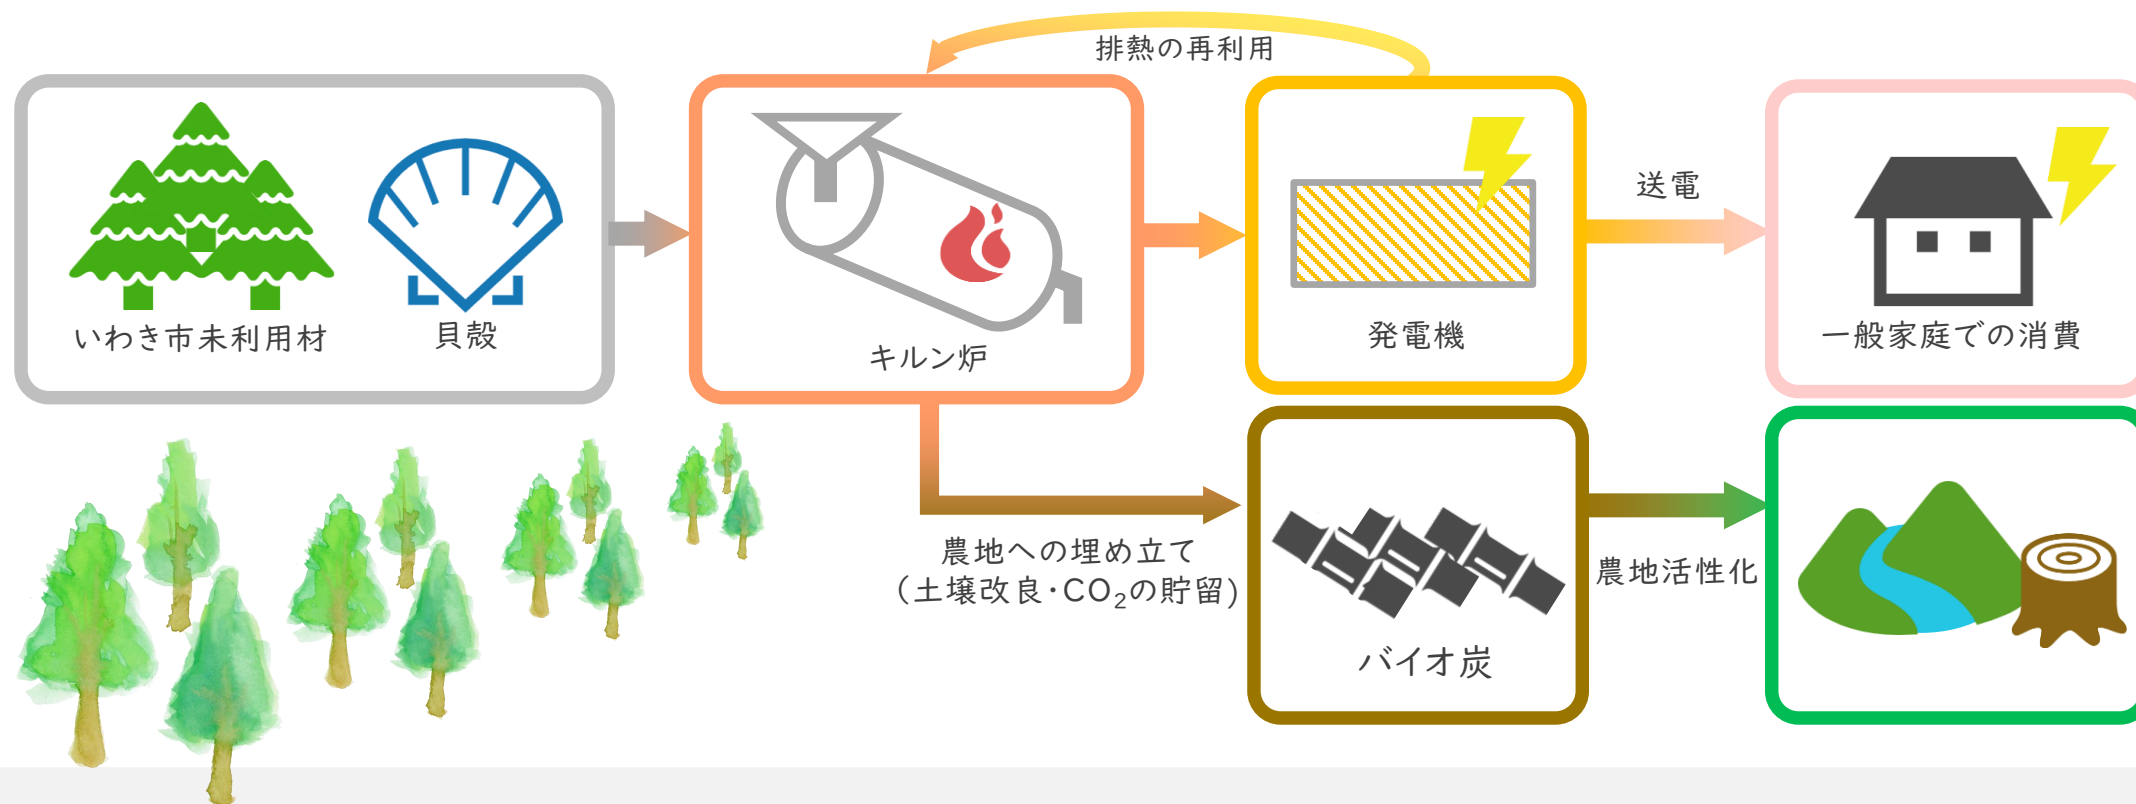 排熱の再利用
いわき市未利用材
貝殻
キルン炉
発電機
送電
一般家庭での消費
農地への埋め立て
(土壌改良・CO₂の貯留)
バイオ炭
農地活性化